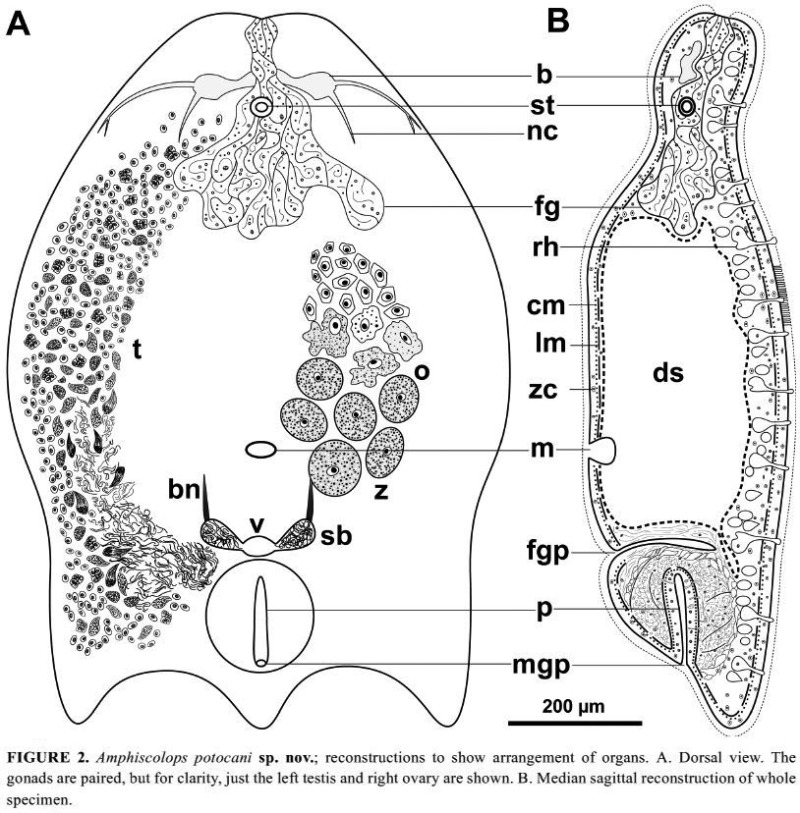 A
B
b
st
nc
fg
rh
cm
lm
zc
t
o
ds
m
bn
v
z
sb
fgp
p
mgp
200 µm
FIGURE 2. Amphiscolops potocani sp. nov.; reconstructions to show arrangement of organs. A. Dorsal view. The
gonads are paired, but for clarity, just the left testis and right ovary are shown. B. Median sagittal reconstruction of whole
specimen.